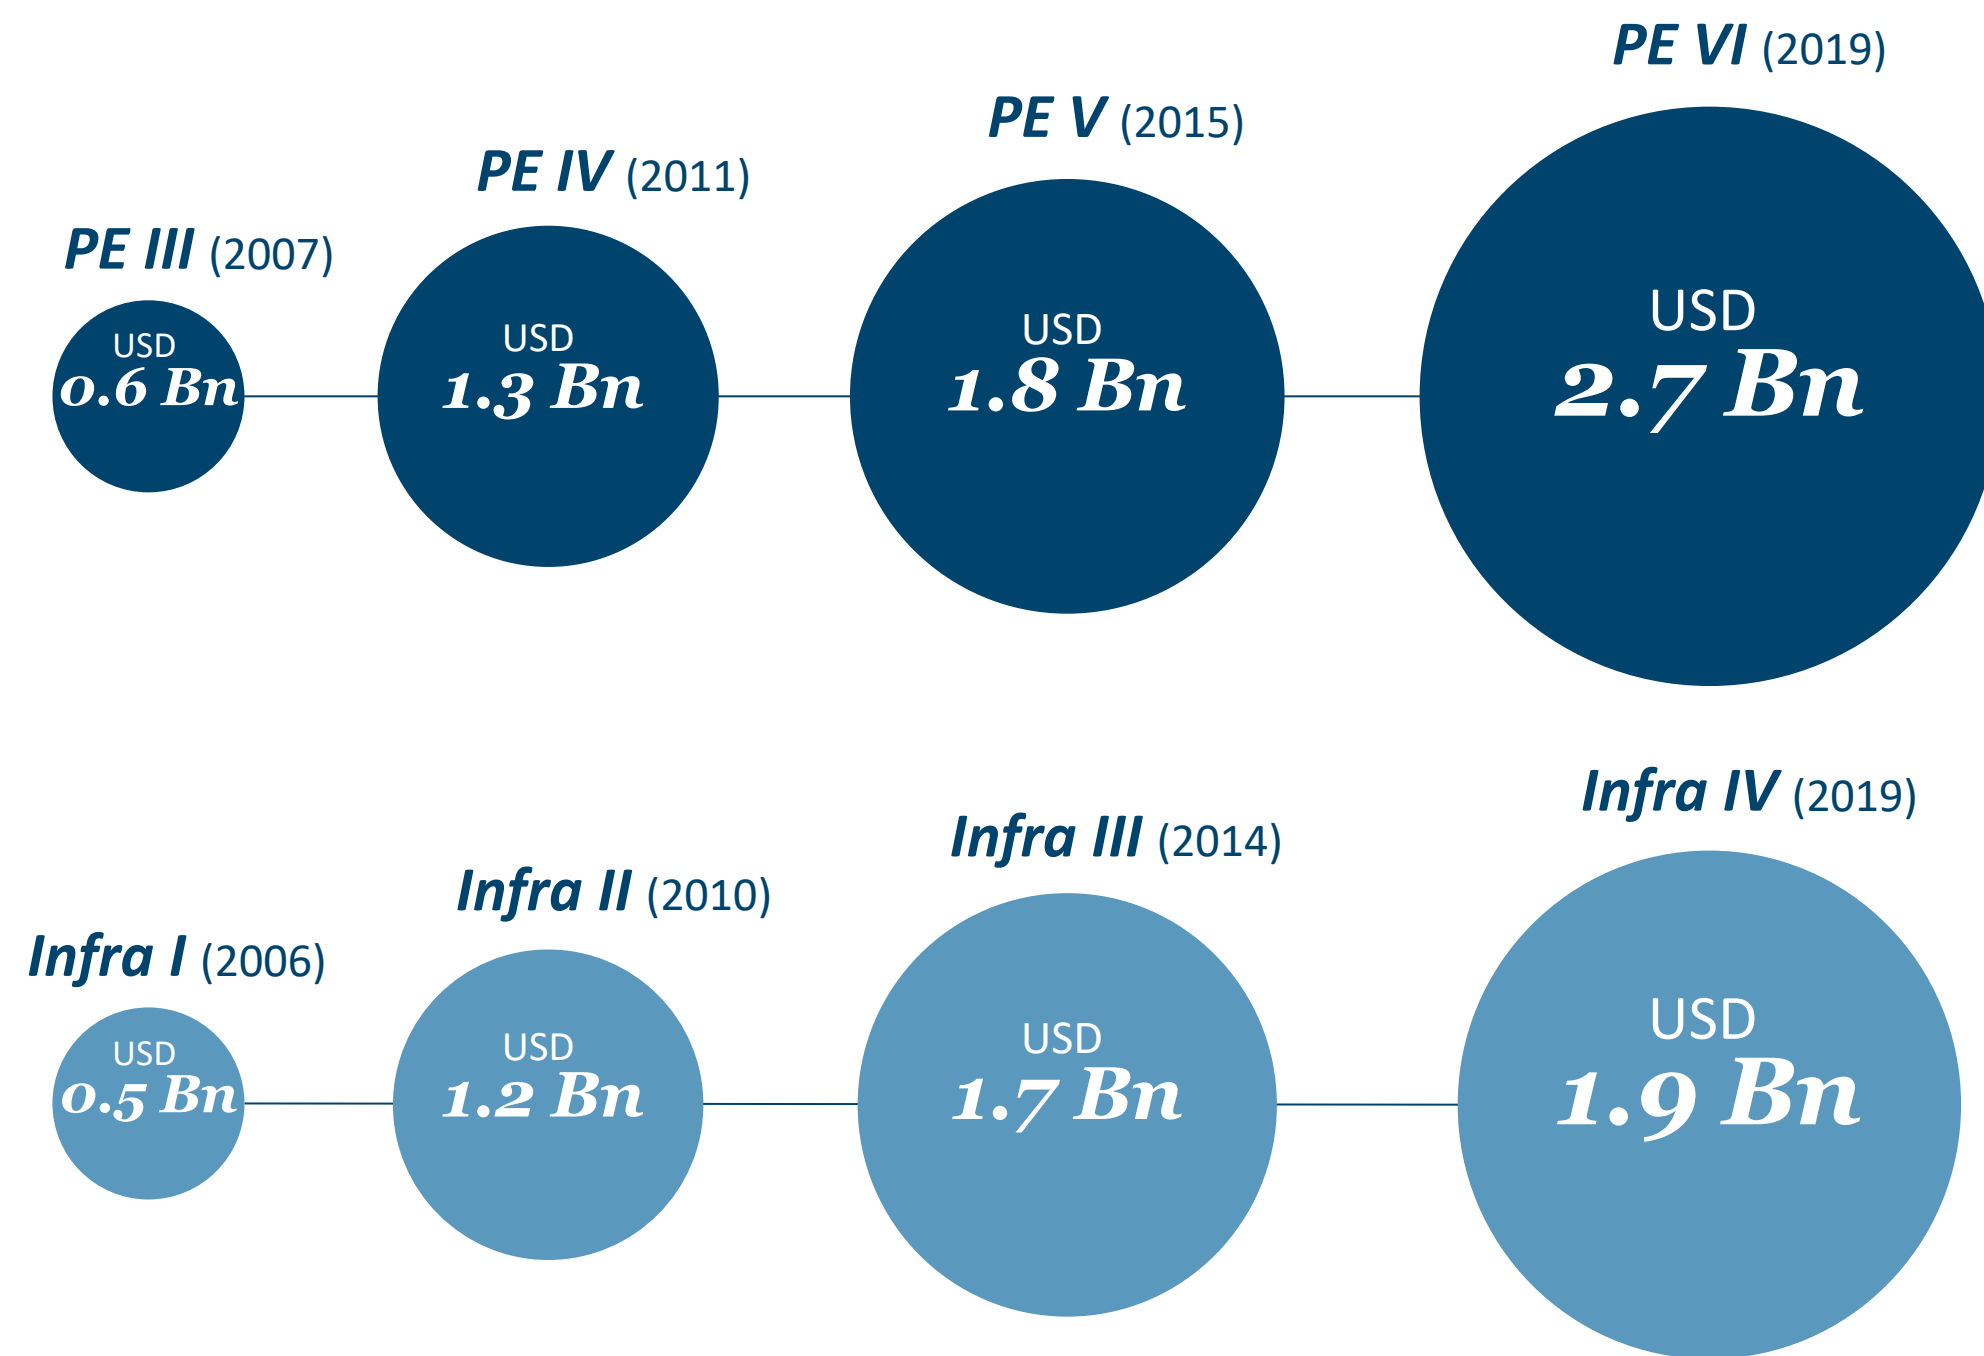 PE III (2007)
USD
0.6 Bn
PE IV (2011)
USD
1.3 Bn
PE V (2015)
USD
1.8 Bn
PE VI (2019)
USD
2.7 Bn
Infra I (2006)
USD
0.5 Bn
Infra II (2010)
USD
1.2 Bn
Infra III (2014)
USD
1.7 Bn
Infra IV (2019)
USD
1.9 Bn